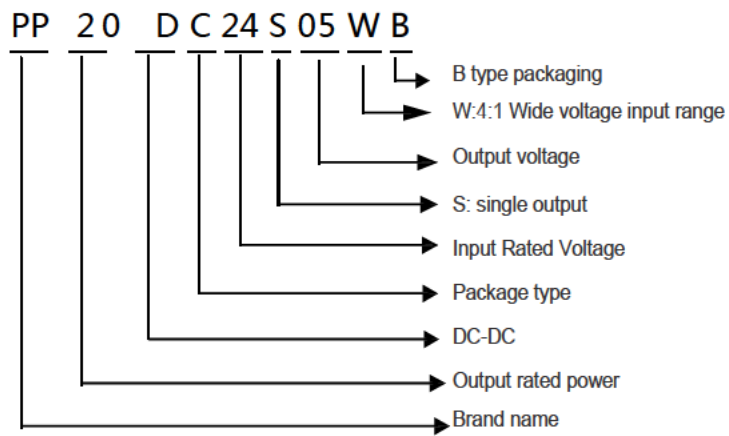 PP 20 D C 24 S 05 W B
B type packaging
W:4:1 Wide voltage input range
Output voltage
S: single output
Input Rated Voltage
Package type
DC-DC
Output rated power
Brand name